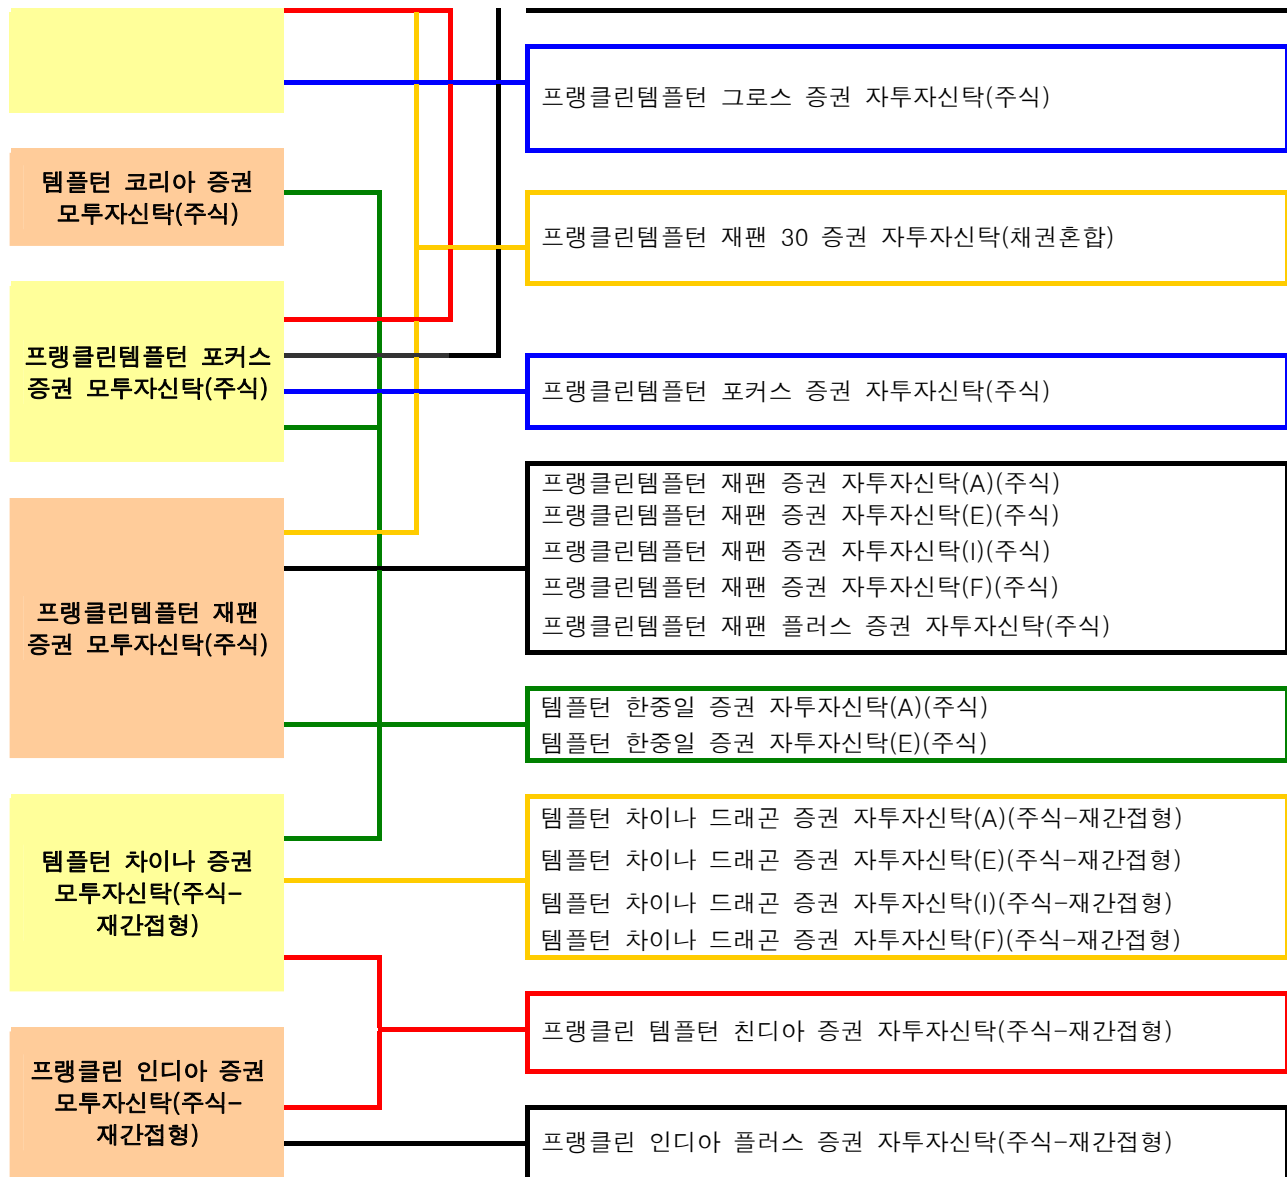 프랭클린템플턴 그로스 증권 자투자신탁(주식)
템플턴 코리아 증권
모투자신탁(주식)
프랭클린템플턴 재팬 30 증권 자투자신탁(채권혼합)
프랭클린템플턴 포커스
증권 모투자신탁(주식)
프랭클린템플턴 포커스 증권 자투자신탁(주식)
프랭클린템플턴 재팬
증권 모투자신탁(주식)
프랭클린템플턴 재팬 증권 자투자신탁(A)(주식)
프랭클린템플턴 재팬 증권 자투자신탁(E)(주식)
프랭클린템플턴 재팬 증권 자투자신탁(I)(주식)
프랭클린템플턴 재팬 증권 자투자신탁(F)(주식)
프랭클린템플턴 재팬 플러스 증권 자투자신탁(주식)
템플턴 한중일 증권 자투자신탁(A)(주식)
템플턴 한중일 증권 자투자신탁(E)(주식)
템플턴 차이나 증권
모투자신탁(주식-
재간접형)
템플턴 차이나 드래곤 증권 자투자신탁(A)(주식-재간접형)
템플턴 차이나 드래곤 증권 자투자신탁(E)(주식-재간접형)
템플턴 차이나 드래곤 증권 자투자신탁(I)(주식-재간접형)
템플턴 차이나 드래곤 증권 자투자신탁(F)(주식-재간접형)
프랭클린 템플턴 친디아 증권 자투자신탁(주식-재간접형)
프랭클린 인디아 증권
모투자신탁(주식-
재간접형)
프랭클린 인디아 플러스 증권 자투자신탁(주식-재간접형)